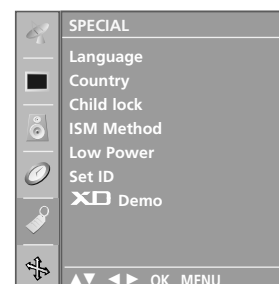 SPECIAL
Language
Country
Child lock
ISM Method
Low Power
Set ID
XD Demo
▲▼ ◄► OK MENU